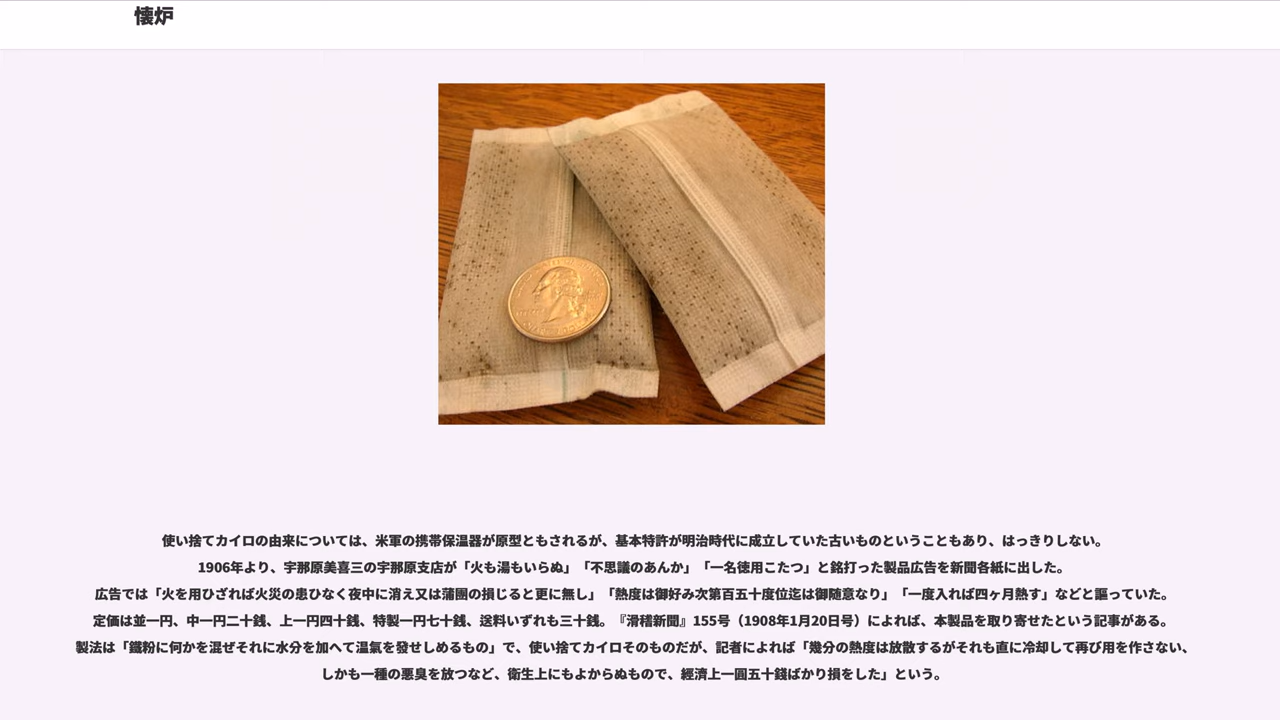 懐炉
使い捨てカイロの由来については、米軍の携帯保温器が原型ともされるが、基本特許が明治時代に成立していた古いものということもあり、はっきりしない。
1906年より、宇那原美喜三の宇那原支店が「火も湯もいらぬ」「不思議のあんか」「一名徳用こたつ」と銘打った製品広告を新聞各紙に出した。
広告では「火を用ひざれば火災の患ひなく夜中に消え又は蒲團の損じると更に無し」「熱度は御好み次第百五十度位迄は御随意なり」「一度入れば四ヶ月熱す」などと謳っていた。
定価は並一円、中一円二十銭、上一円四十銭、特製一円七十銭、送料いずれも三十銭。『滑稽新聞』155号（1908年1月20日号）によれば、本製品を取り寄せたという記事がある。
製法は「鐵粉に何かを混ぜそれに水分を加へて温氣を發せしめるもの」で、使い捨てカイロそのものだが、記者によれば「幾分の熱度は放散するがそれも直に冷却して再び用を作さない、
しかも一種の悪臭を放つなど、衛生上にもよからぬもので、經濟上一圓五十錢ばかり損をした」という。